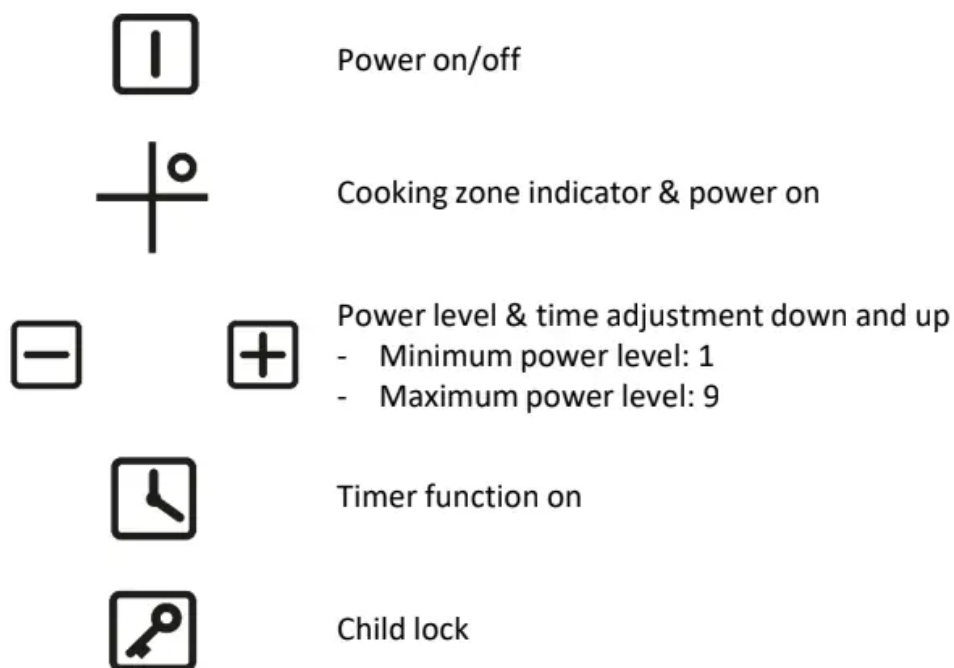 Power on/off
Cooking zone indicator & power on
Power level & time adjustment down and up
- Minimum power level: 1
- Maximum power level: 9
Timer function on
Child lock